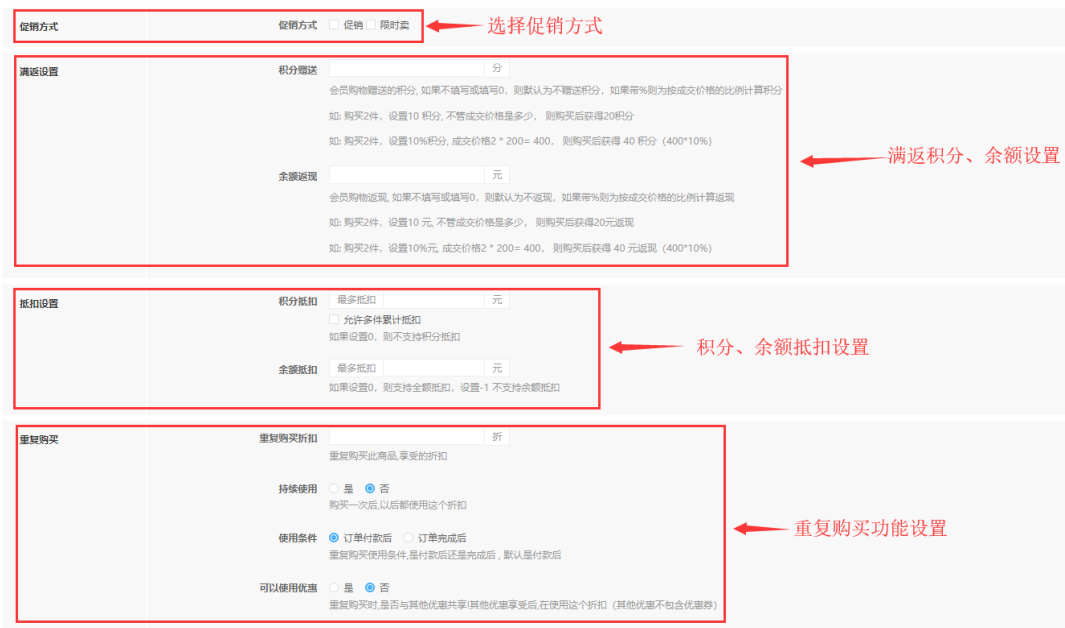 促销方式 促销方式 促销 限时卖 选择促销方式
满返设置 积分赠送 分
会员购物赠送的积分, 如果不填写或填写0，则默认为不赠送积分，如果带%则为按成交价格的比例计算积分
如: 购买2件，设置10 积分, 不管成交价格是多少， 则购买后获得20积分
如: 购买2件，设置10%积分, 成交价格2 * 200= 400， 则购买后获得 40 积分（400*10%）
满返积分、余额设置
余额返现 元
会员购物返现, 如果不填写或填写0，则默认为不返现，如果带%则为按成交价格的比例计算返现
如: 购买2件，设置10 元, 不管成交价格是多少， 则购买后获得20元返现
如: 购买2件，设置10%元, 成交价格2 * 200= 400， 则购买后获得 40 元返现（400*10%）
抵扣设置 积分抵扣 最多抵扣 元
允许多件累计抵扣
如果设置0，则不支持积分抵扣
积分、余额抵扣设置
余额抵扣 最多抵扣 元
如果设置0，则支持全额抵扣，设置-1 不支持余额抵扣
重复购买 重复购买折扣 折
重复购买此商品,享受的折扣
持续使用 是 否
购买一次后,以后都使用这个折扣
重复购买功能设置
使用条件 订单付款后 订单完成后
重复购买使用条件,是付款后还是完成后 , 默认是付款后
可以使用优惠 是 否
重复购买时,是否与其他优惠共享!其他优惠享受后,在使用这个折扣（其他优惠不包含优惠券）